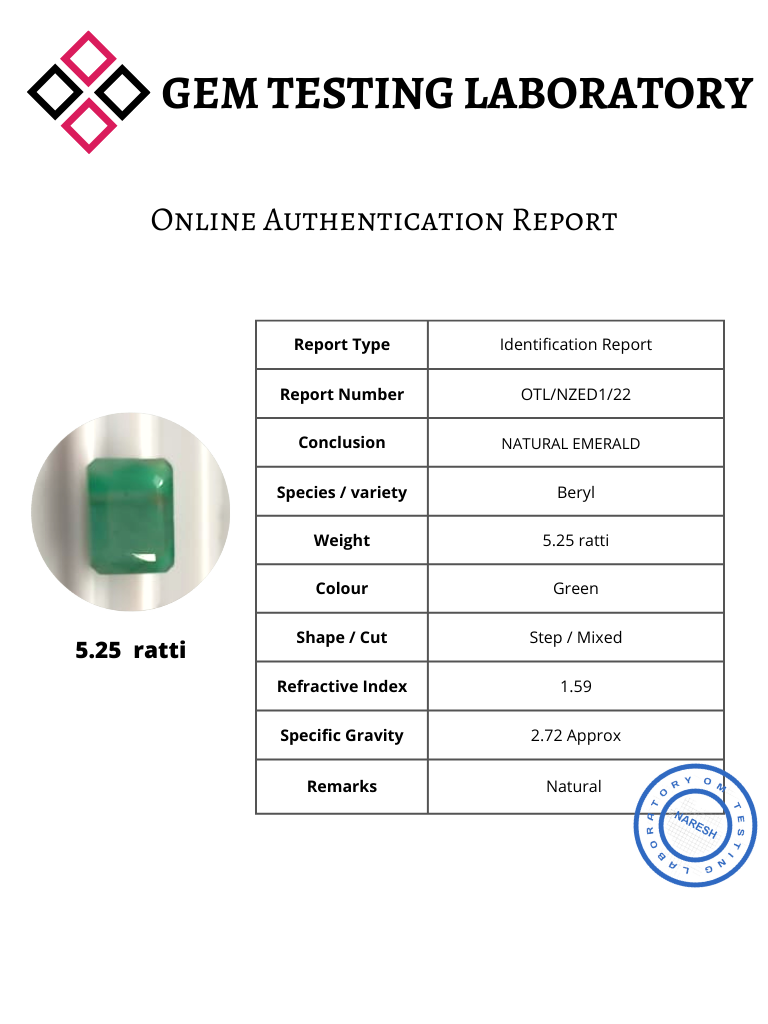 GEM TESTING LABORATORY
Online Authentication Report
Report Type Identification Report
Report Number OTL/NZED1/22
Conclusion NATURAL EMERALD
Species / variety Beryl
Weight 5.25 ratti
Colour Green
Shape / Cut Step / Mixed
5.25 ratti
Refractive Index 1.59
Specific Gravity 2.72 Approx
Remarks Natural
OM TESTING LABORATORY
NARESH